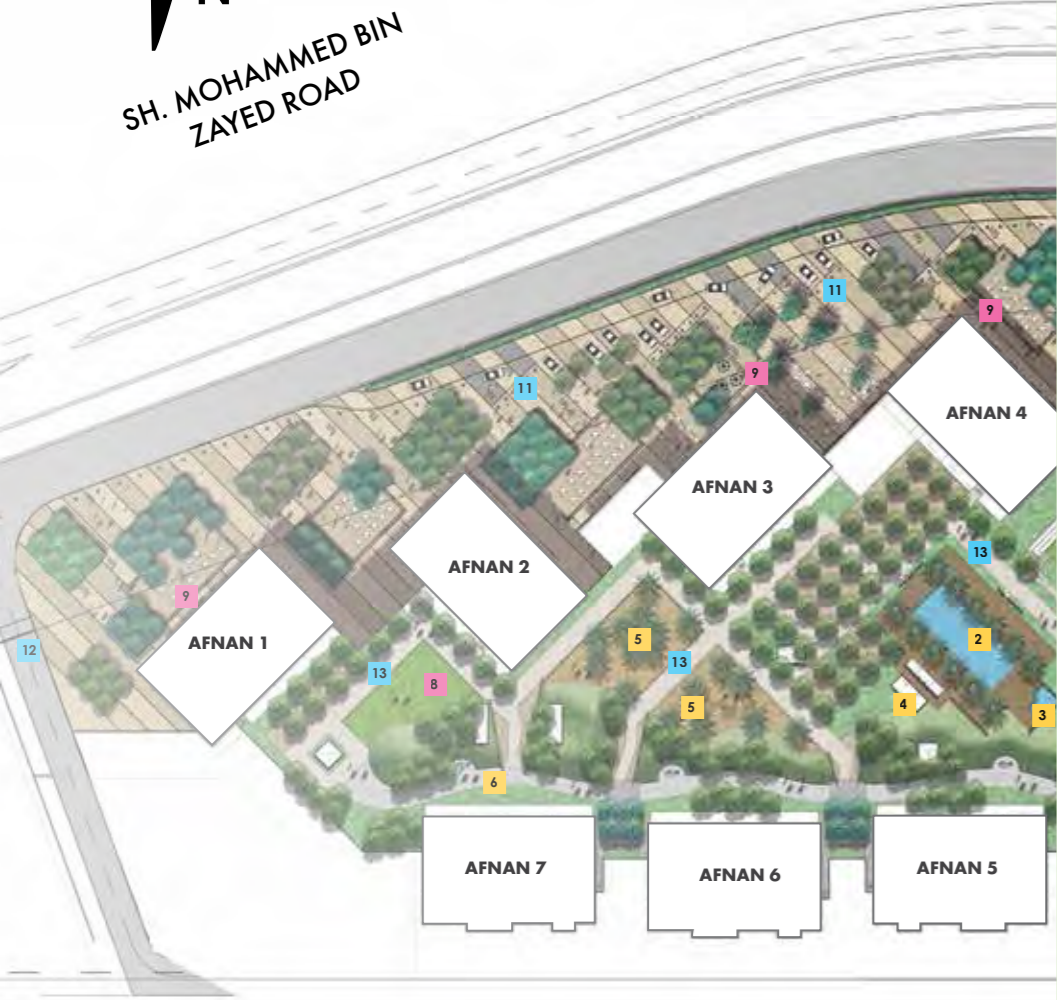 N
SH. MOHAMMED BIN
ZAYED ROAD
11
9
AFNAN 4
9
11
AFNAN 3
AFNAN 2
13
9
AFNAN 1
12
5
13
2
13
8
5
4
3
6
AFNAN 7
AFNAN 6
AFNAN 5